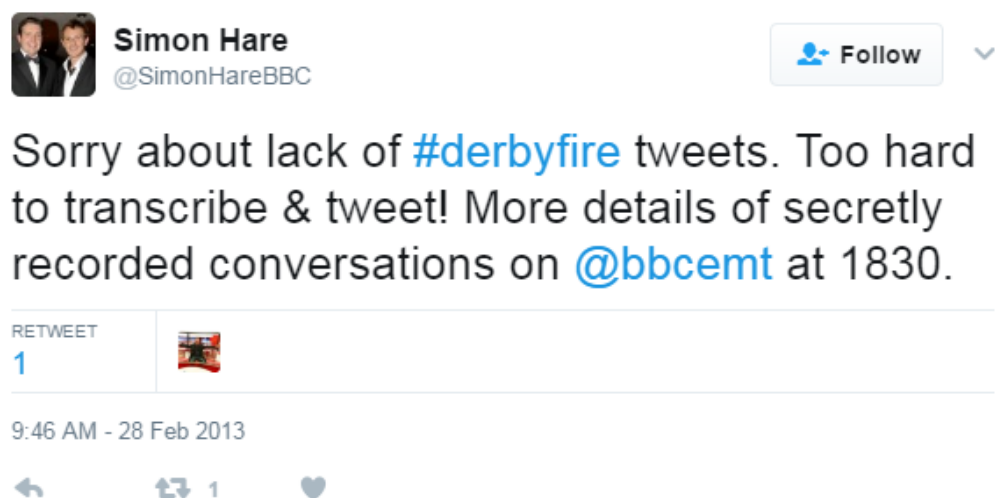 Simon Hare
@SimonHareBBC
Follow
Sorry about lack of #derbyfire tweets. Too hard
to transcribe & tweet! More details of secretly
recorded conversations on @bbcemt at 1830.
RETWEET
1
9:46 AM - 28 Feb 2013
1